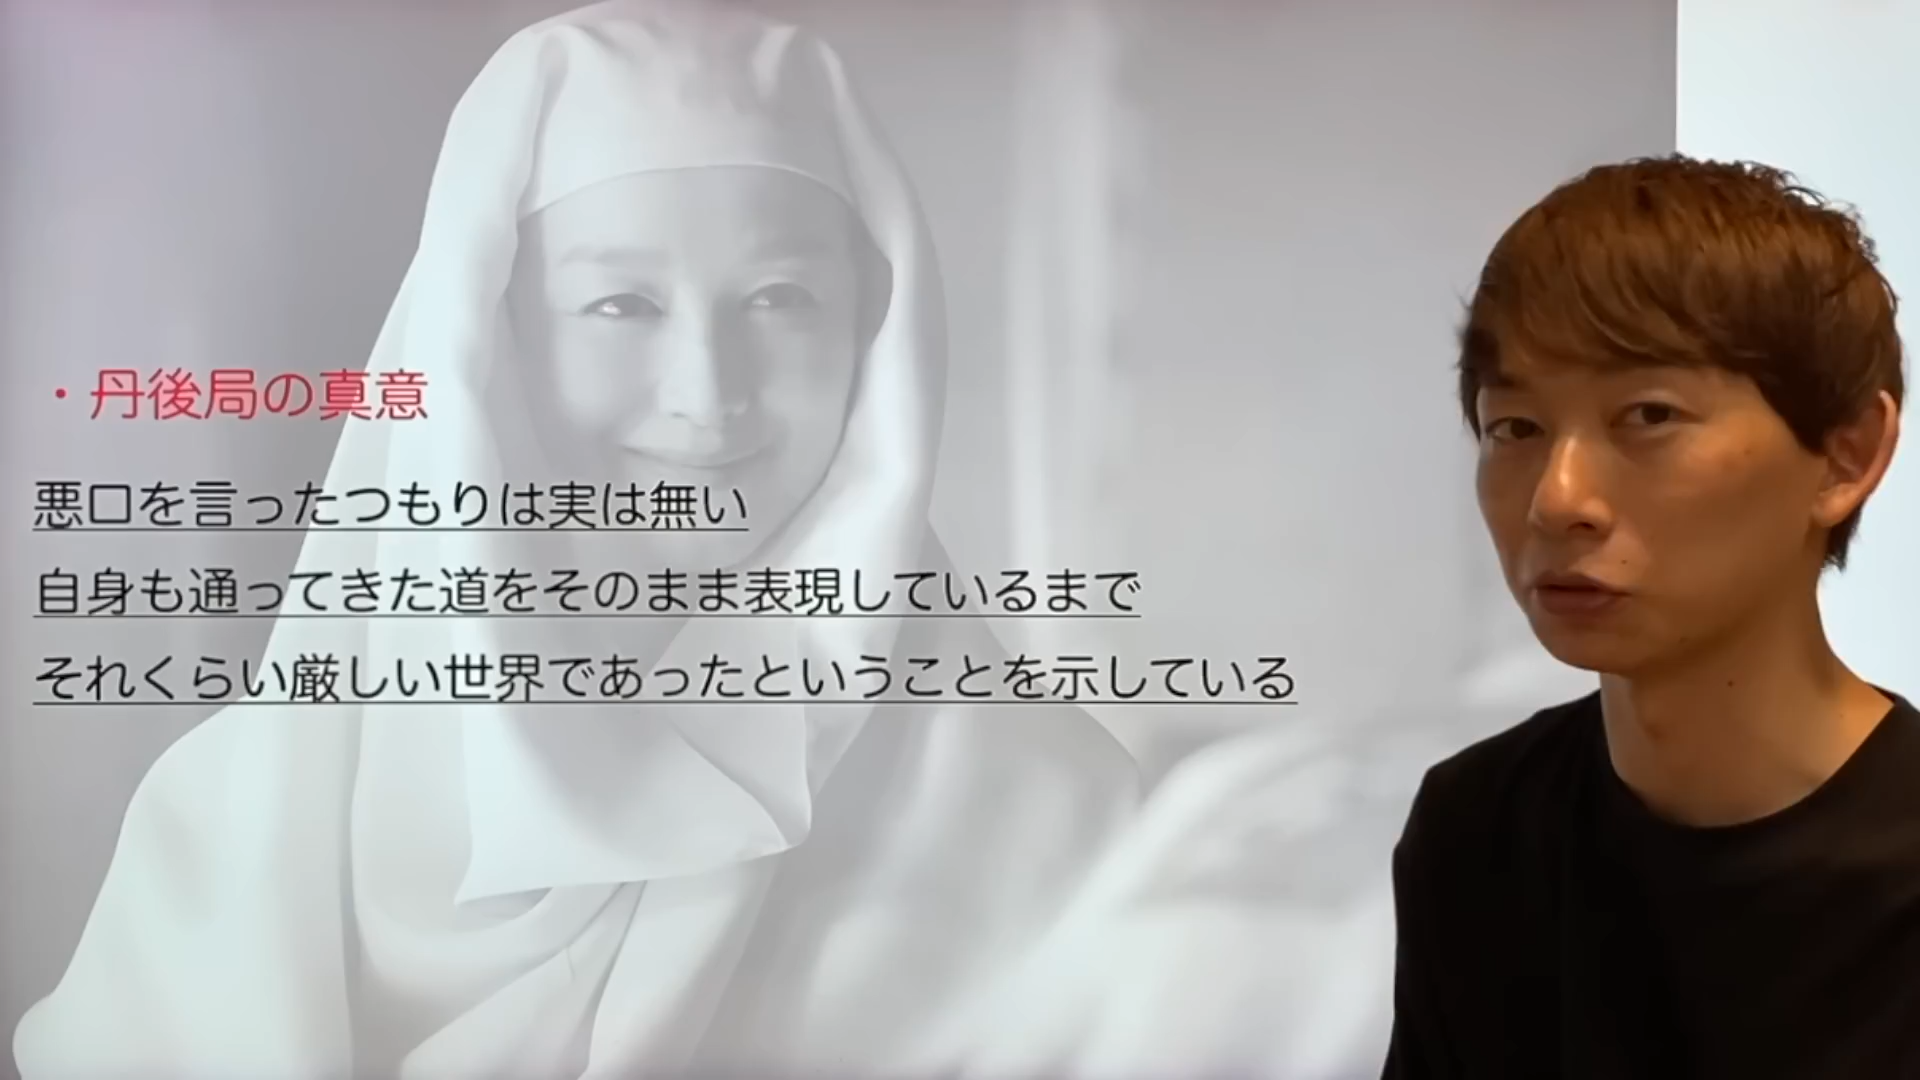 ・丹後局の真意
悪口を言ったつもりは実は無い
自身も通ってきた道をそのまま表現しているまで
それくらい厳しい世界であったということを示している